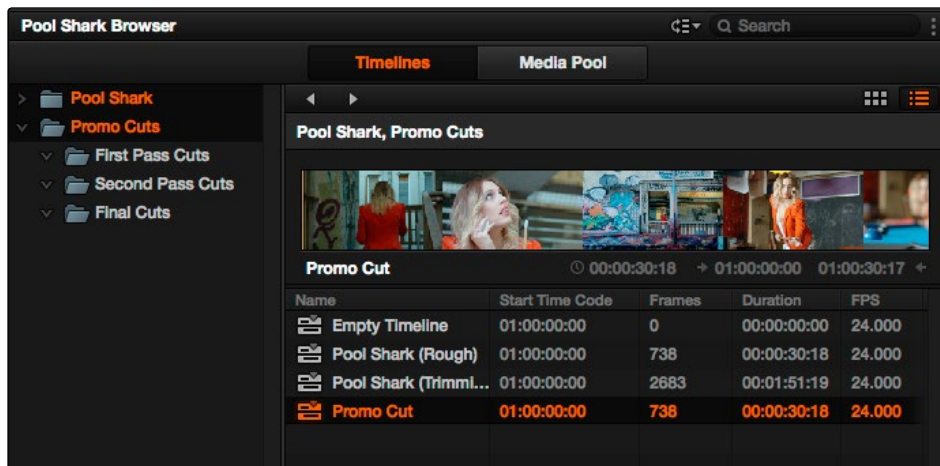 Pool Shark Browser
Search
Timelines Media Pool
Pool Shark
Promo Cuts
First Pass Cuts
Second Pass Cuts
Final Cuts
Pool Shark, Promo Cuts
Promo Cut 00:00:30:18 01:00:00:00 01:00:30:17
Name Start Time Code Frames Duration FPS
Empty Timeline 01:00:00:00 0 00:00:00:00 24.000
Pool Shark (Rough) 01:00:00:00 738 00:00:30:18 24.000
Pool Shark (Trimmi... 01:00:00:00 2683 00:01:51:19 24.000
Promo Cut 01:00:00:00 738 00:00:30:18 24.000